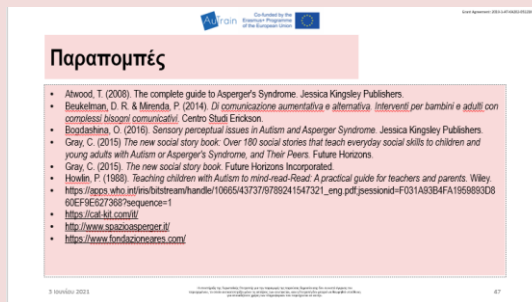 AuTrain
Co-funded by the
Erasmus+ Programme
of the European Union
Παραπομπές
• Atwood, T. (2008). The complete guide to Asperger's Syndrome. Jessica Kingsley Publishers.
• Beukelman, D. R. & Mirenda, P. (2014). Di comunicazione aumentativa e alternativa. Interventi per bambini e adulti con
complessi bisogni comunicativi. Centro Studi Erickson.
• Bogdashina, O. (2016). Sensory perceptual issues in Autism and Asperger Syndrome. Jessica Kingsley Publishers.
• Gray, C. (2015) The new social story book: Over 180 social stories that teach everyday social skills to children and
young adults with Autism or Asperger's Syndrome, and Their Peers. Future Horizons.
• Gray, C. (2015). The new social story book. Future Horizons Incorporated.
• Howlin, P. (1988). Teaching children with Autism to mind-read-Read: A practical guide for teachers and parents. Wiley.
• https://apps.who.int/iris/bitstream/handle/10665/43737/9789241547321_eng.pdf;jsessionid=F031A93B4FA1959893D8
60EF9E627368?sequence=1
• https://cat-kit.com/it/
• http://www.spazioasperger.it/
• https://www.fondazioneares.com/
3 Ιουνίου 2021
47